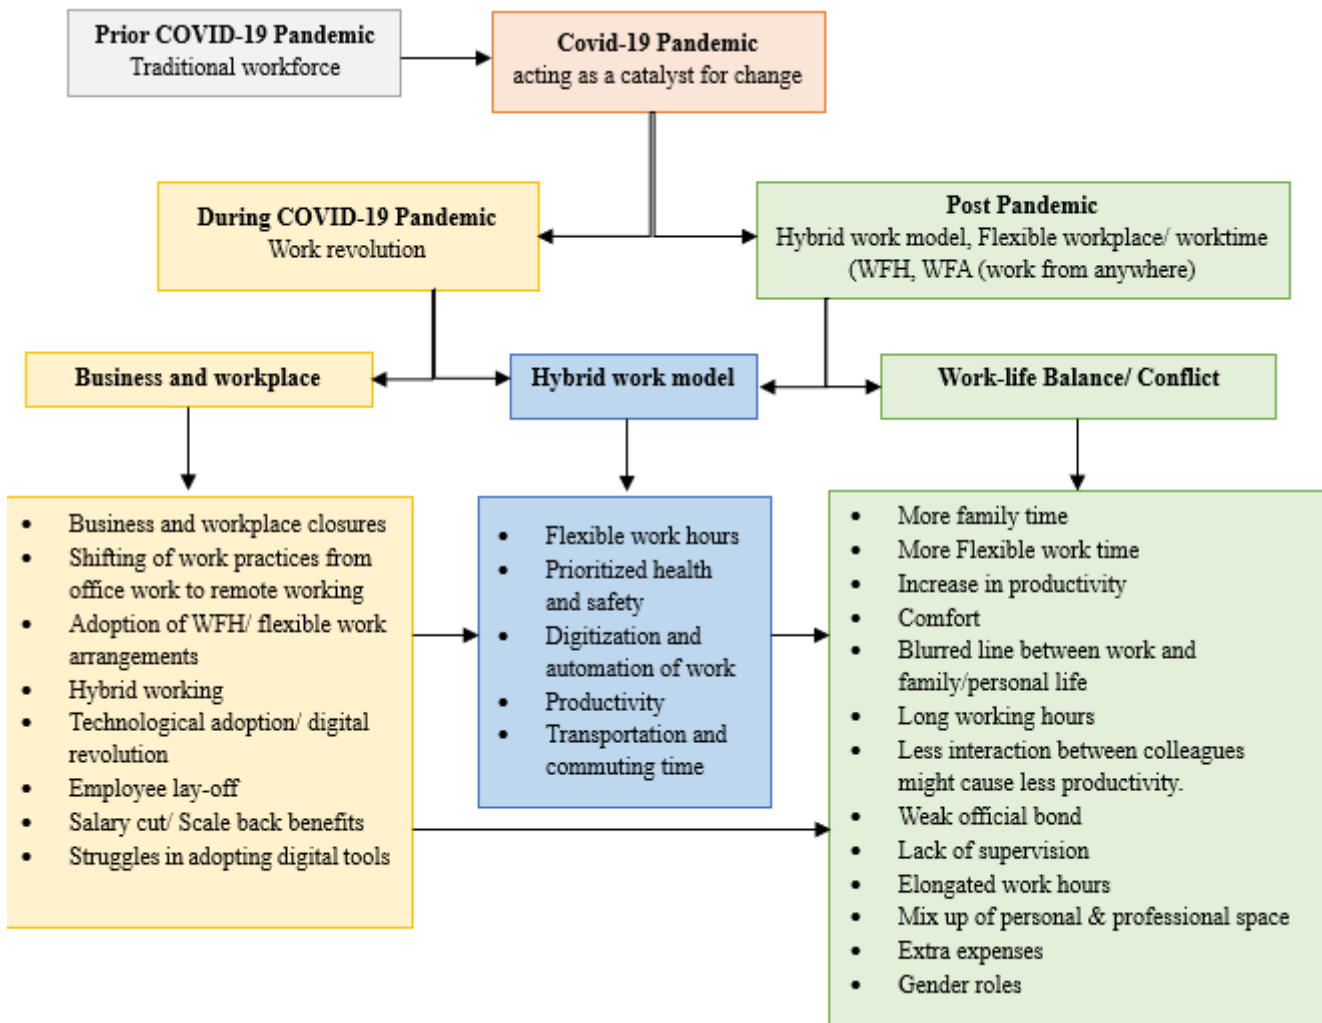 Prior COVID-19 Pandemic
Traditional workforce
Covid-19 Pandemic
acting as a catalyst for change
During COVID-19 Pandemic
Work revolution
Post Pandemic
Hybrid work model, Flexible workplace/ worktime
(WFH, WFA (work from anywhere)
Business and workplace
Hybrid work model
Work-life Balance/ Conflict
• Business and workplace closures
• Shifting of work practices from
office work to remote working
• Adoption of WFH/ flexible work
arrangements
• Hybrid working
• Technological adoption/ digital
revolution
• Employee lay-off
• Salary cut/ Scale back benefits
• Struggles in adopting digital tools
• Flexible work hours
• Prioritized health
and safety
• Digitization and
automation of work
• Productivity
• Transportation and
commuting time
• More family time
• More Flexible work time
• Increase in productivity
• Comfort
• Blurred line between work and
family/personal life
• Long working hours
• Less interaction between colleagues
might cause less productivity.
• Weak official bond
• Lack of supervision
• Elongated work hours
• Mix up of personal & professional space
• Extra expenses
• Gender roles